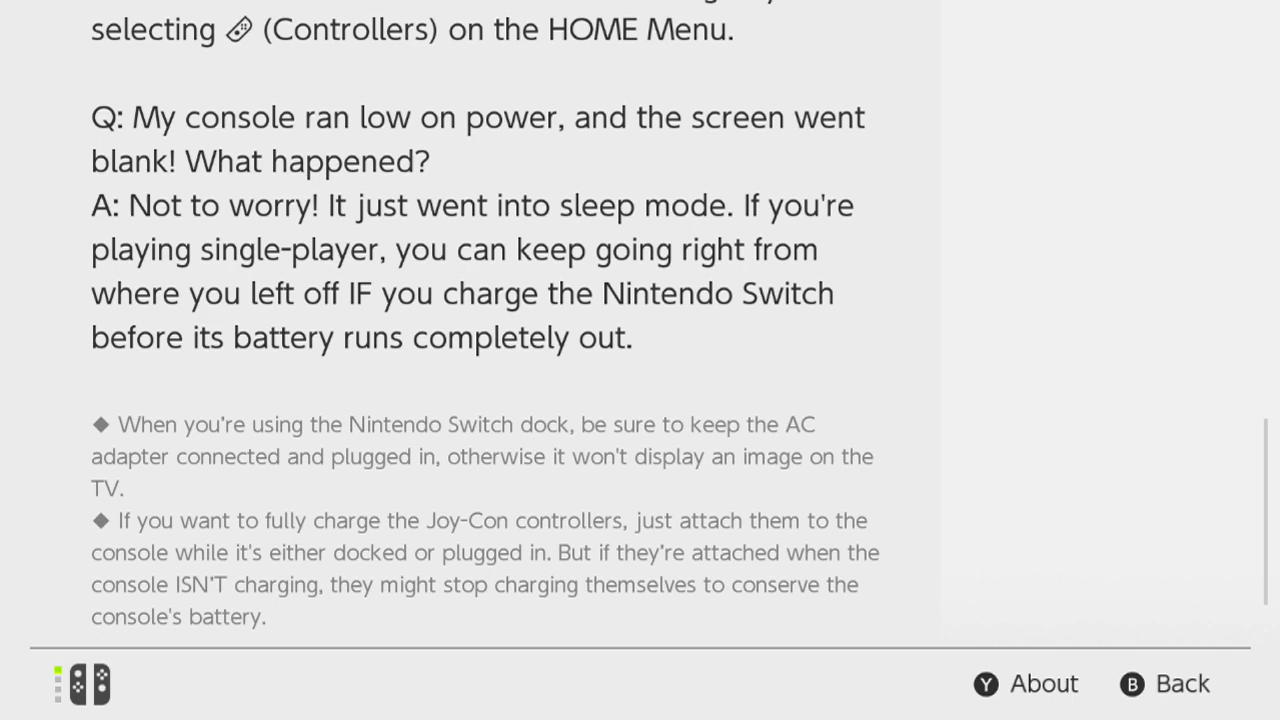 selecting (Controllers) on the HOME Menu.
Q: My console ran low on power, and the screen went
blank! What happened?
A: Not to worry! It just went into sleep mode. If you're
playing single-player, you can keep going right from
where you left off IF you charge the Nintendo Switch
before its battery runs completely out.
◆ When you're using the Nintendo Switch dock, be sure to keep the AC
adapter connected and plugged in, otherwise it won't display an image on the
TV.
◆ If you want to fully charge the Joy-Con controllers, just attach them to the
console while it's either docked or plugged in. But if they're attached when the
console ISN'T charging, they might stop charging themselves to conserve the
console's battery.
Y About B Back